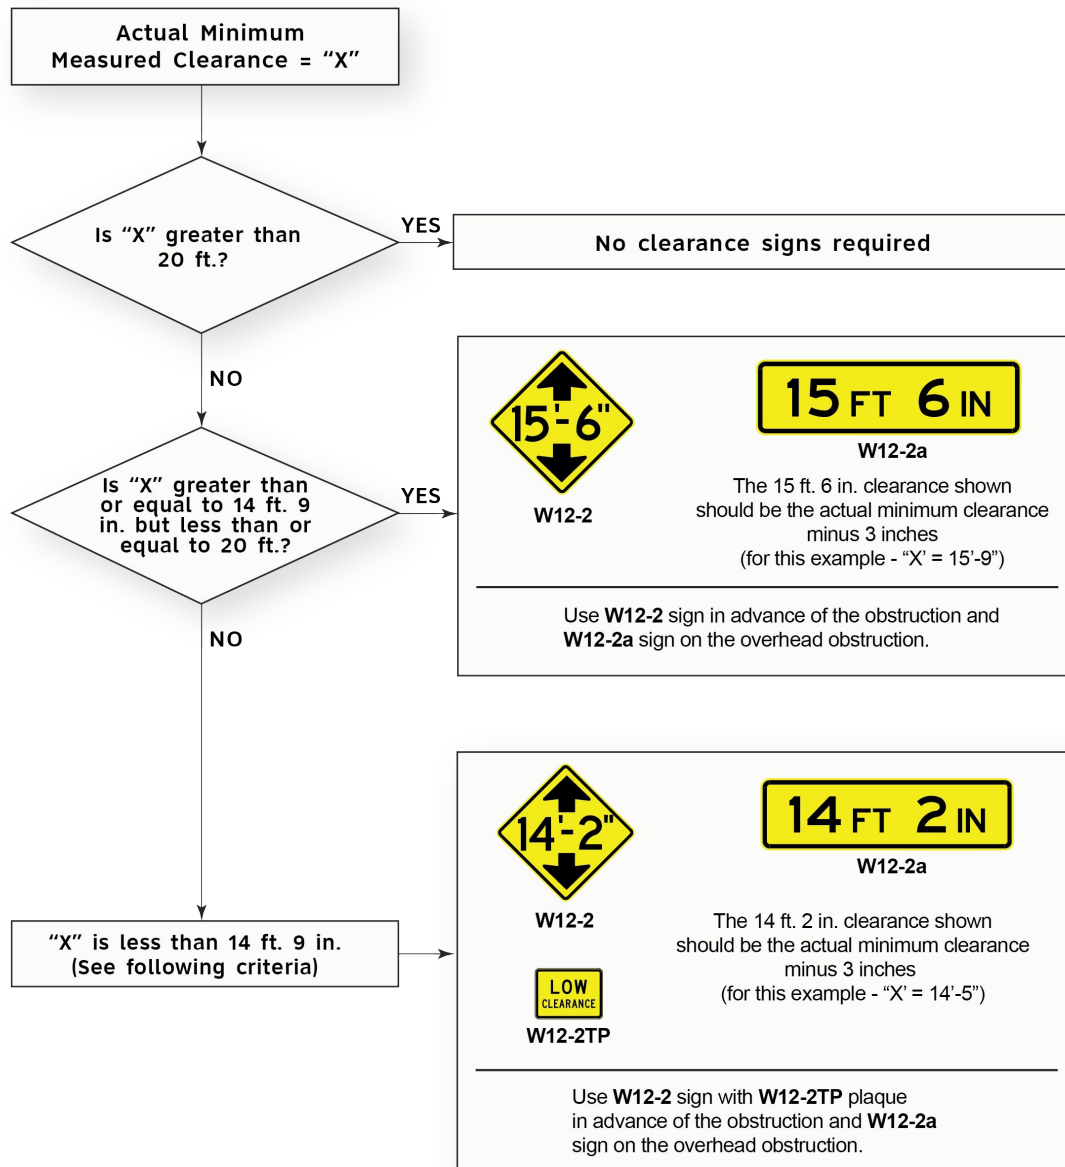 Actual Minimum
Measured Clearance = “X”
Is “X” greater than
20 ft.?
YES
No clearance signs required
NO
Is “X” greater than
or equal to 14 ft. 9
in. but less than or
equal to 20 ft.?
YES
15'-6"
W12-2
15 FT 6 IN
W12-2a
The 15 ft. 6 in. clearance shown
should be the actual minimum clearance
minus 3 inches
(for this example - “X’ = 15’-9”)
Use W12-2 sign in advance of the obstruction and
W12-2a sign on the overhead obstruction.
NO
“X” is less than 14 ft. 9 in.
(See following criteria)
14'-2"
W12-2
LOW
CLEARANCE
W12-2TP
14 FT 2 IN
W12-2a
The 14 ft. 2 in. clearance shown
should be the actual minimum clearance
minus 3 inches
(for this example - “X’ = 14’-5”)
Use W12-2 sign with W12-2TP plaque
in advance of the obstruction and W12-2a
sign on the overhead obstruction.